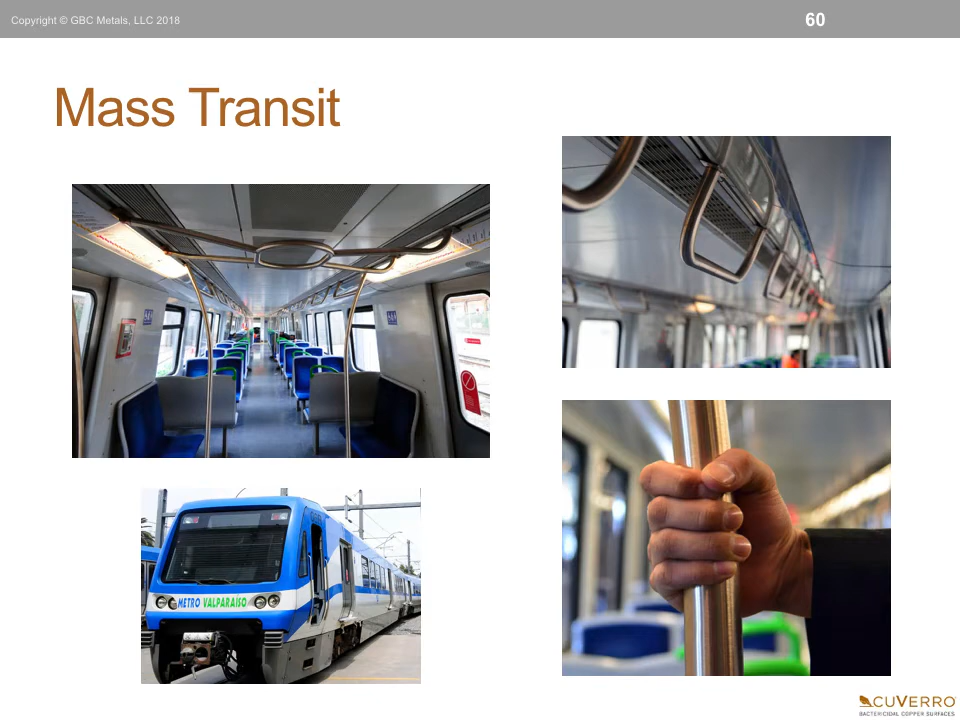 Copyright © GBC Metals, LLC 2018
60
Mass Transit
METRO VALPARAISO
CUVERRO
BACTERICIDAL COPPER SURFACES